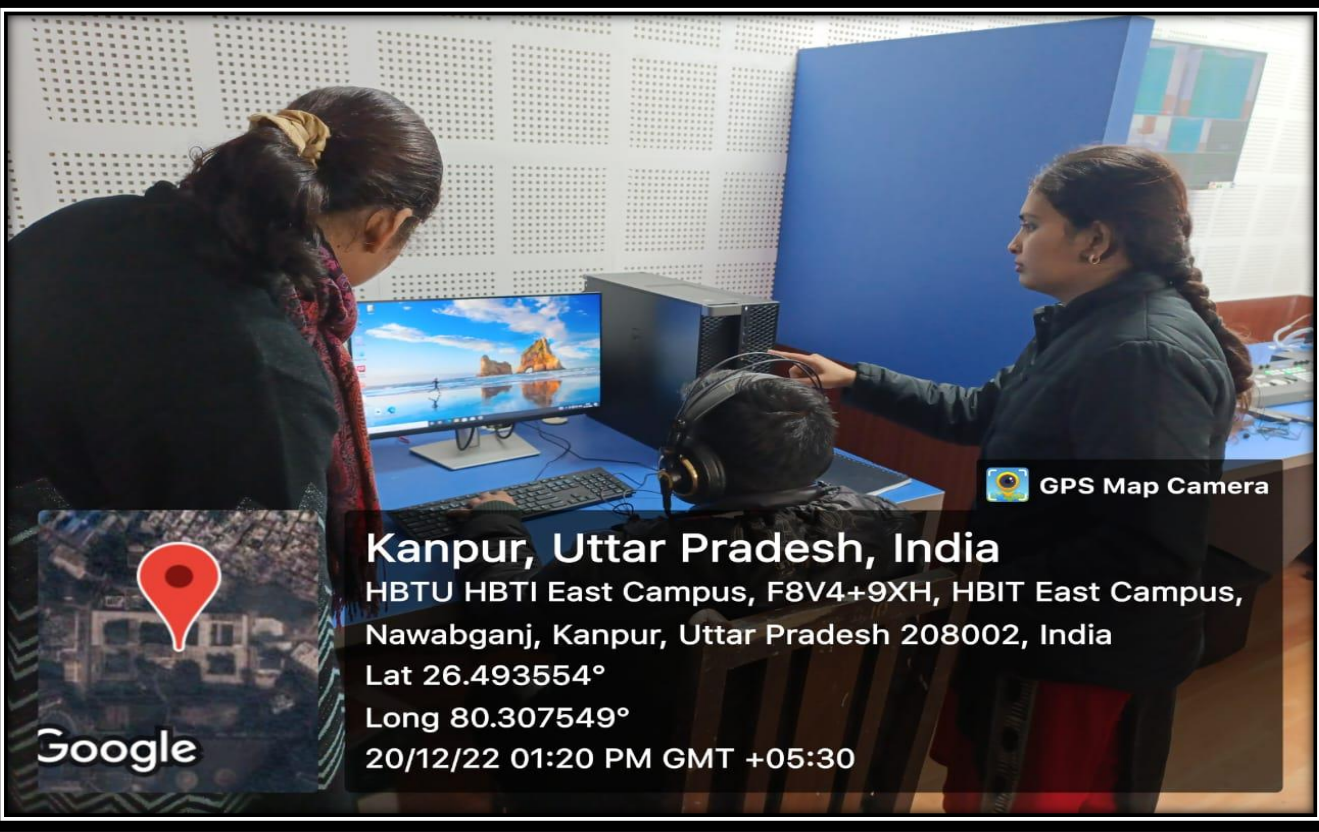 GPS Map Camera
Kanpur, Uttar Pradesh, India
HBTU HBTI East Campus, F8V4+9XH, HBIT East Campus,
Nawabganj, Kanpur, Uttar Pradesh 208002, India
Lat 26.493554°
Long 80.307549°
20/12/22 01:20 PM GMT +05:30
Google